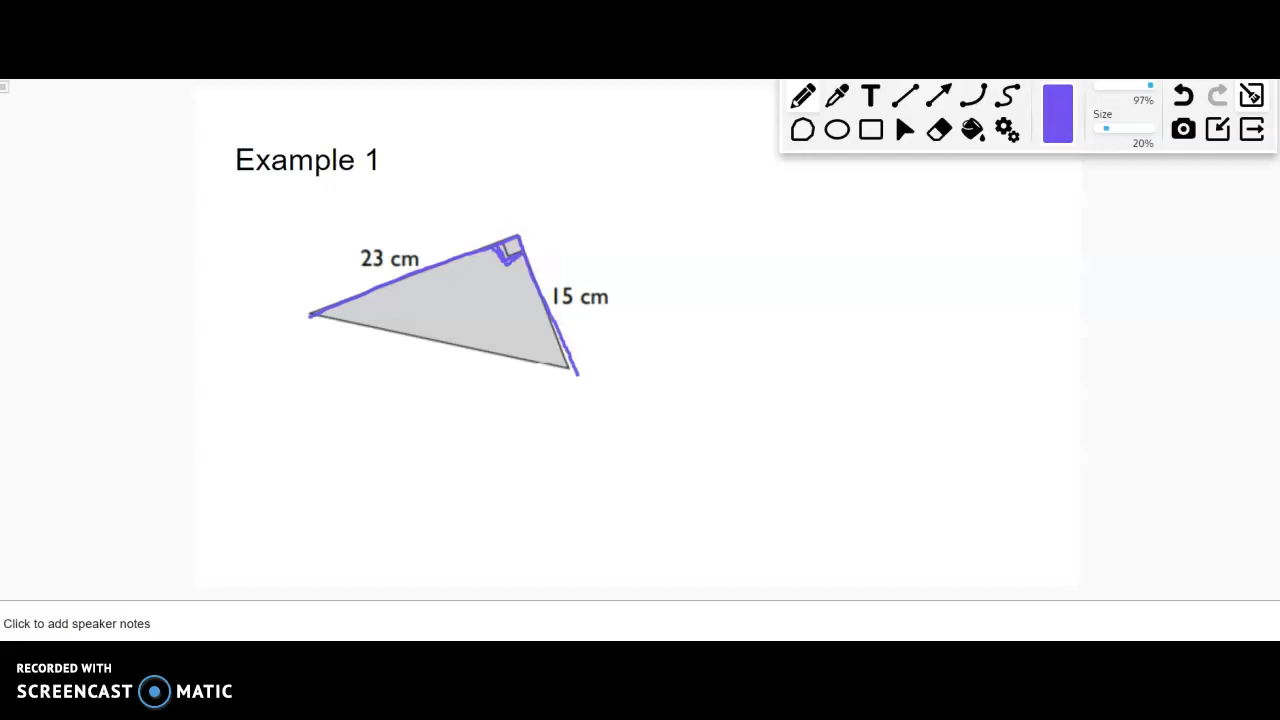 97%
Size
20%
Example 1
23 cm
15 cm
Click to add speaker notes
RECORDED WITH
SCREENCAST MATIC